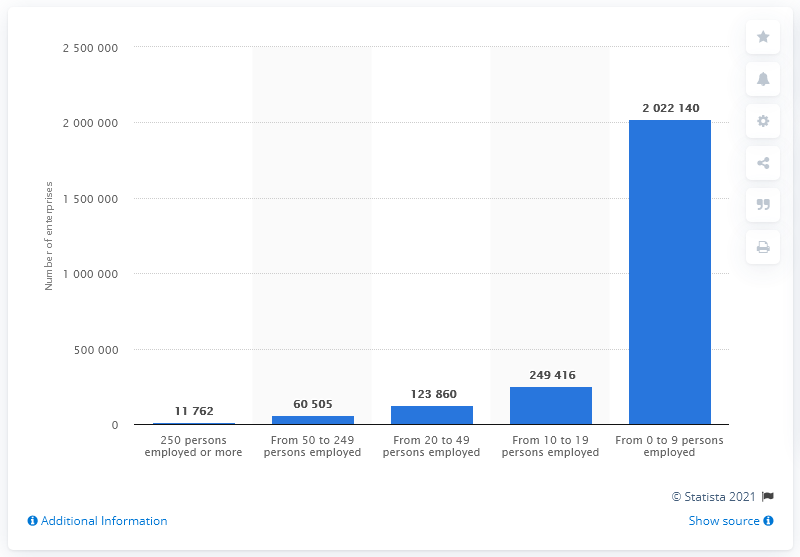 2 500 000
2 000 000
1 500 000
1 000 000
500 000
0
Number of enterprises
11 762
60 505
123 860
249 416
2 022 140
250 persons
employed or more
From 50 to 249
persons employed
From 20 to 49
persons employed
From 10 to 19
persons employed
From 0 to 9 persons
employed
© Statista 2021
Additional Information
Show source